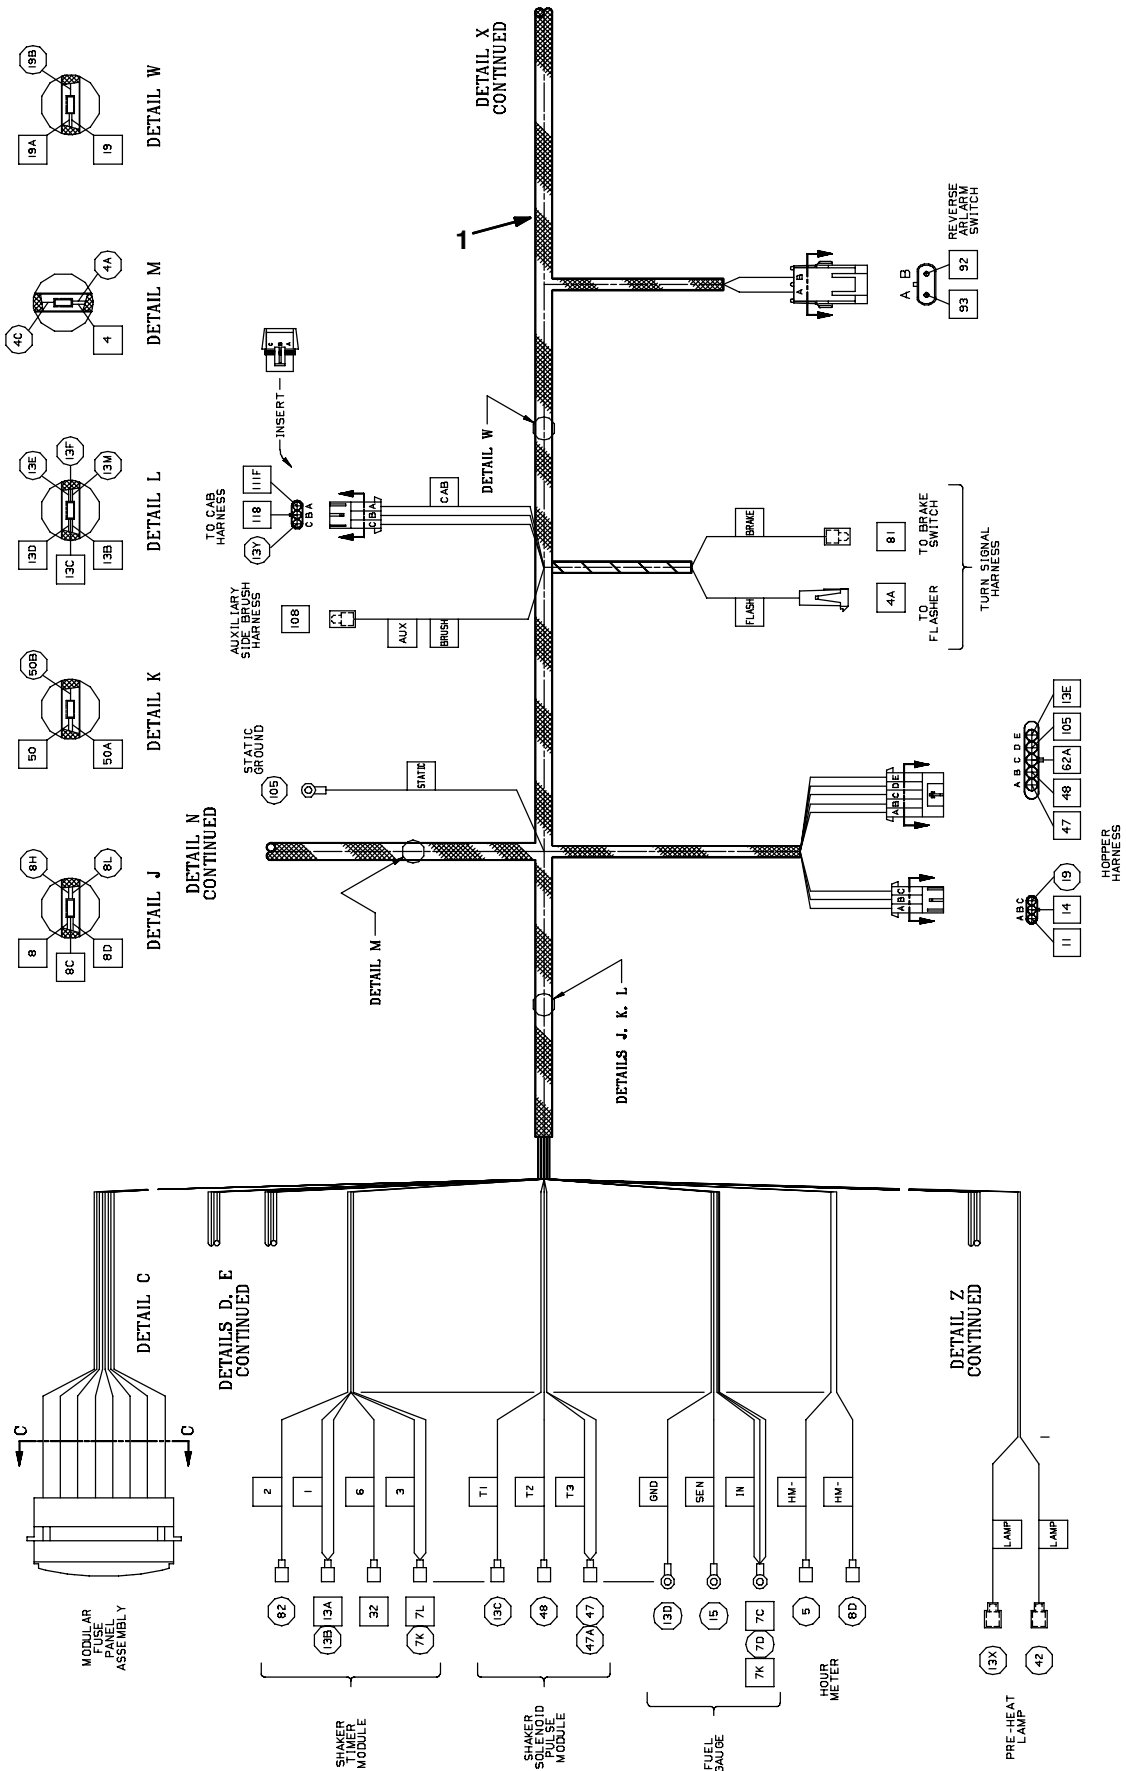 19B
19A
19
DETAIL W
4C
4A
4
DETAIL M
13E
13F
13M
13D
13C
13B
DETAIL L
50B
50
50A
DETAIL K
8H
8L
8
8C
8D
DETAIL J
DETAIL X
CONTINUED
1
REVERSE
ARLARM
SWITCH
A B
A B
93
92
INSERT
C
B
A
TO CAB
HARNESS
13Y
118
111F
C B A
C B A
CAB
DETAIL W
AUXILIARY
SIDE BRUSH
HARNESS
108
AUX
BRUSH
BRAKE
81
TO BRAKE
SWITCH
FLASH
4A
TO
FLASHER
TURN SIGNAL
HARNESS
STATIC
GROUND
105
STATIC
DETAIL N
CONTINUED
DETAIL M
DETAILS J. K. L
A B C D E
A B C D E
47
48
62A
105
13E
A B C
A B C
11
14
19
HOPPER
HARNESS
C
C
DETAIL C
MODULAR
FUSE
PANEL
ASSEMBLY
DETAILS D. E
CONTINUED
2
82
1
13A
13B
6
32
3
7L
7K
SHAKER
TIMER
MODULE
T1
13C
T2
48
T3
47
47A
SHAKER
SOLENOID
PULSE
MODULE
GND
13D
SEN
15
IN
7C
7D
7K
FUEL
GAUGE
HM-
5
HM-
8D
HOUR
METER
DETAIL Z
CONTINUED
1
LAMP
13X
LAMP
42
PRE-HEAT
LAMP